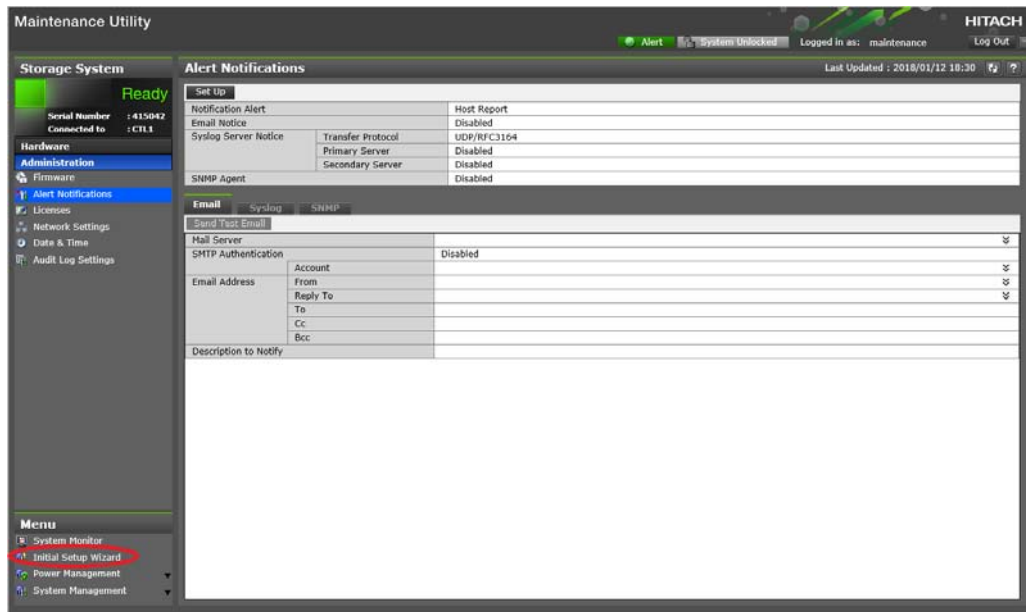 Maintenance Utility
HITACH
Alert System Unlocked Logged in as: maintenance Log Out
Storage System
Ready
Serial Number : 415042
Connected to : CTL1
Hardware
Administration
Firmware
Alert Notifications
Licenses
Network Settings
Date & Time
Audit Log Settings
Menu
System Monitor
Initial Setup Wizard
Power Management
System Management
Alert Notifications Last Updated : 2018/01/12 18:30 ?
Set Up
Notification Alert Host Report
Email Notice Disabled
Syslog Server Notice Transfer Protocol UDP/RFC3164
Primary Server Disabled
Secondary Server Disabled
SNMP Agent Disabled
Email Syslog SNMP
Send Test Email
Mail Server
SMTP Authentication Disabled
Account
Email Address From
Reply To
To
Cc
Bcc
Description to Notify